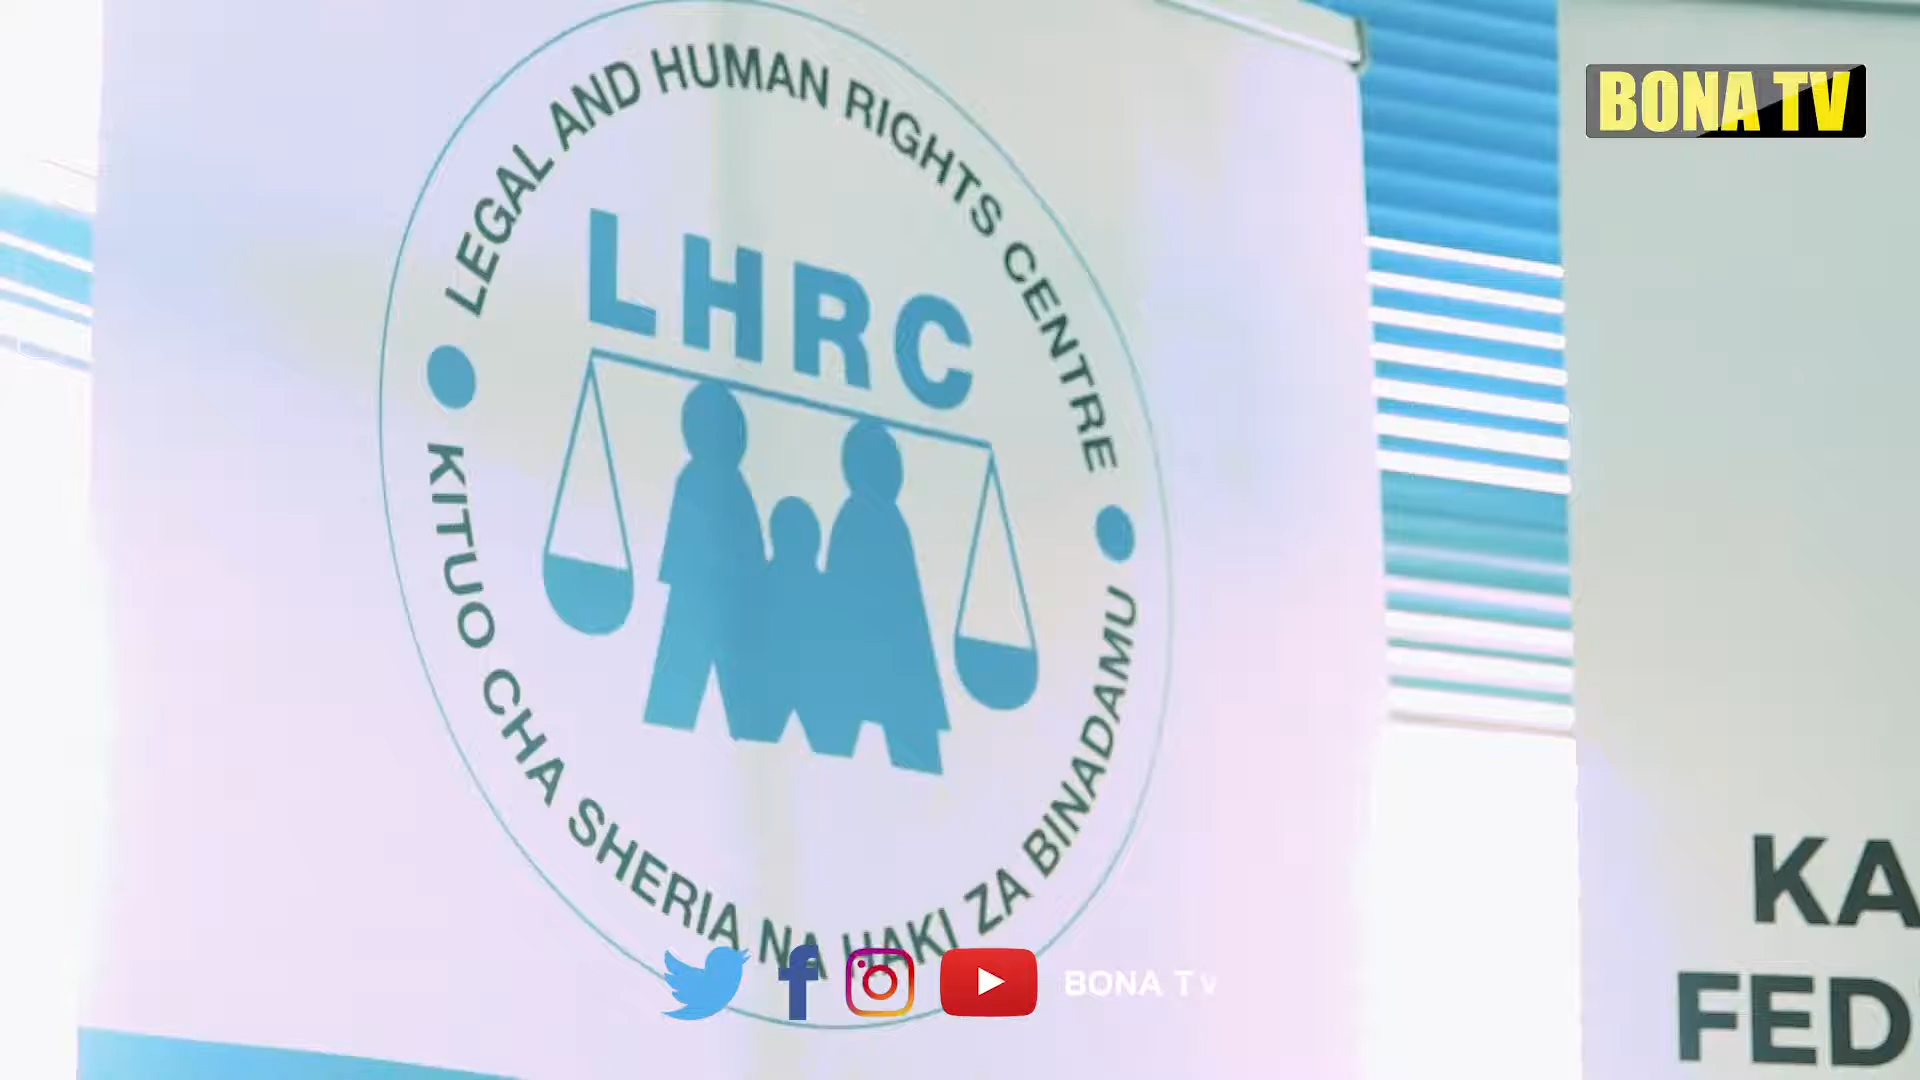 BONA TV
LEGAL AND HUMAN RIGHTS CENTRE
LHRC
KITUO CHA SHERIA NA HAKI ZA BINADAMU
KA
FED
BONA TV